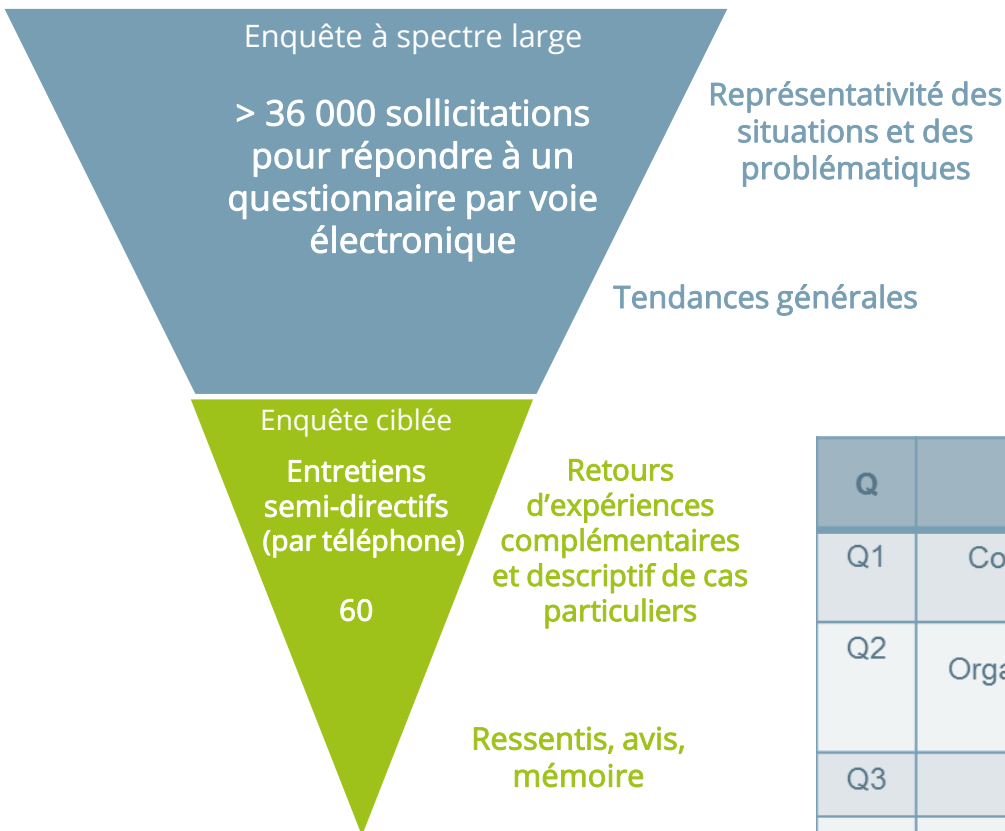 Enquête à spectre large
> 36 000 sollicitations
pour répondre à un
questionnaire par voie
électronique
Représentativité des
situations et des
problématiques
Tendances générales
Enquête ciblée
Entretiens
semi-directifs
(par téléphone)
60
Retours
d’expériences
complémentaires
et descriptif de cas
particuliers
Ressentis, avis,
mémoire
Q
Q1
Q2
Q3